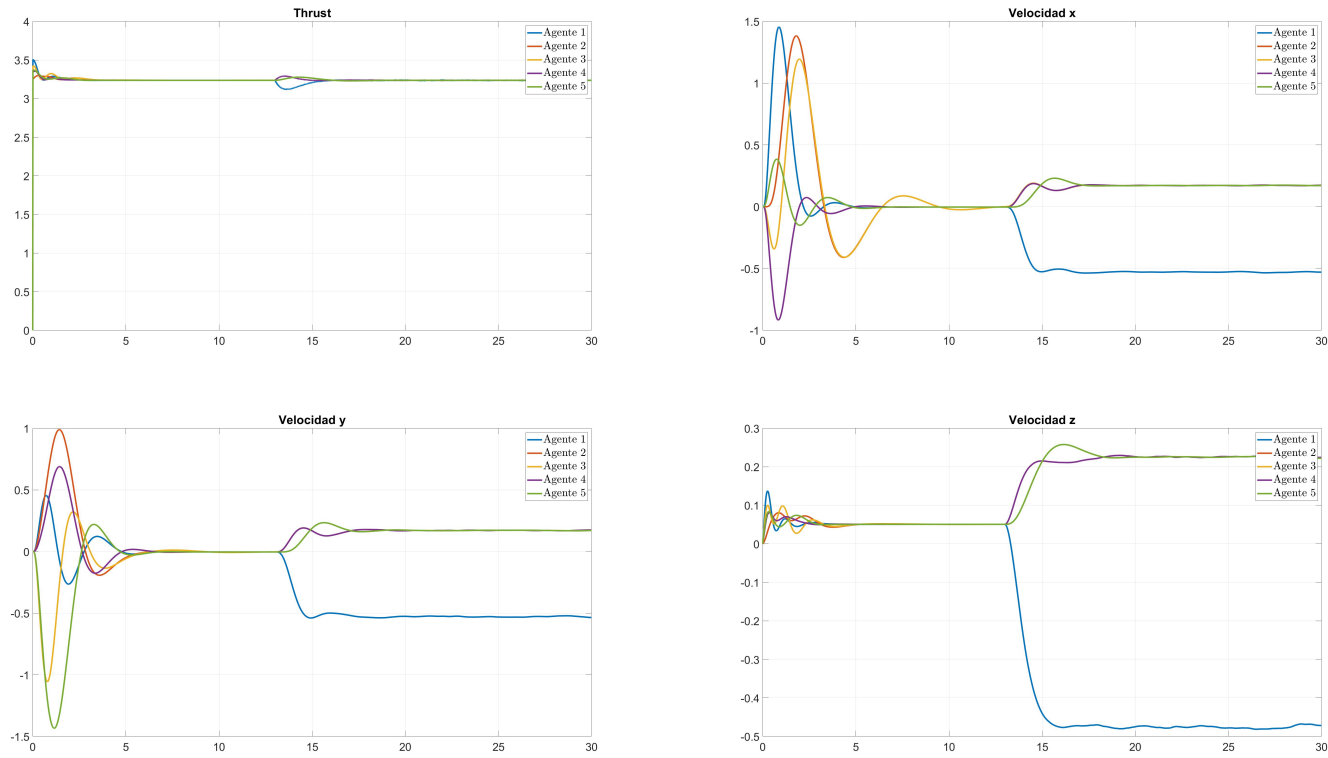 Thrust
4
3.5
3
2.5
2
1.5
1
0.5
0
0
5
10
15
20
25
30
Agente 1
Agente 2
Agente 3
Agente 4
Agente 5
Velocidad x
1.5
1
0.5
0
-0.5
-1
0
5
10
15
20
25
30
Agente 1
Agente 2
Agente 3
Agente 4
Agente 5
Velocidad y
1
0.5
0
-0.5
-1
-1.5
0
5
10
15
20
25
30
Agente 1
Agente 2
Agente 3
Agente 4
Agente 5
Velocidad z
0.3
0.2
0.1
0
-0.1
-0.2
-0.3
-0.4
-0.5
0
5
10
15
20
25
30
Agente 1
Agente 2
Agente 3
Agente 4
Agente 5